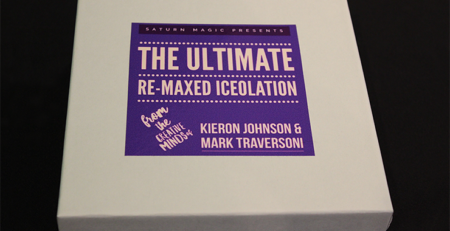 SATURN MAGIC PRESENTS
THE ULTIMATE
RE-MAXED ICEOLATION
from
the
CREATIVE
MINDS of
KIERON JOHNSON &
MARK TRAVERSONI